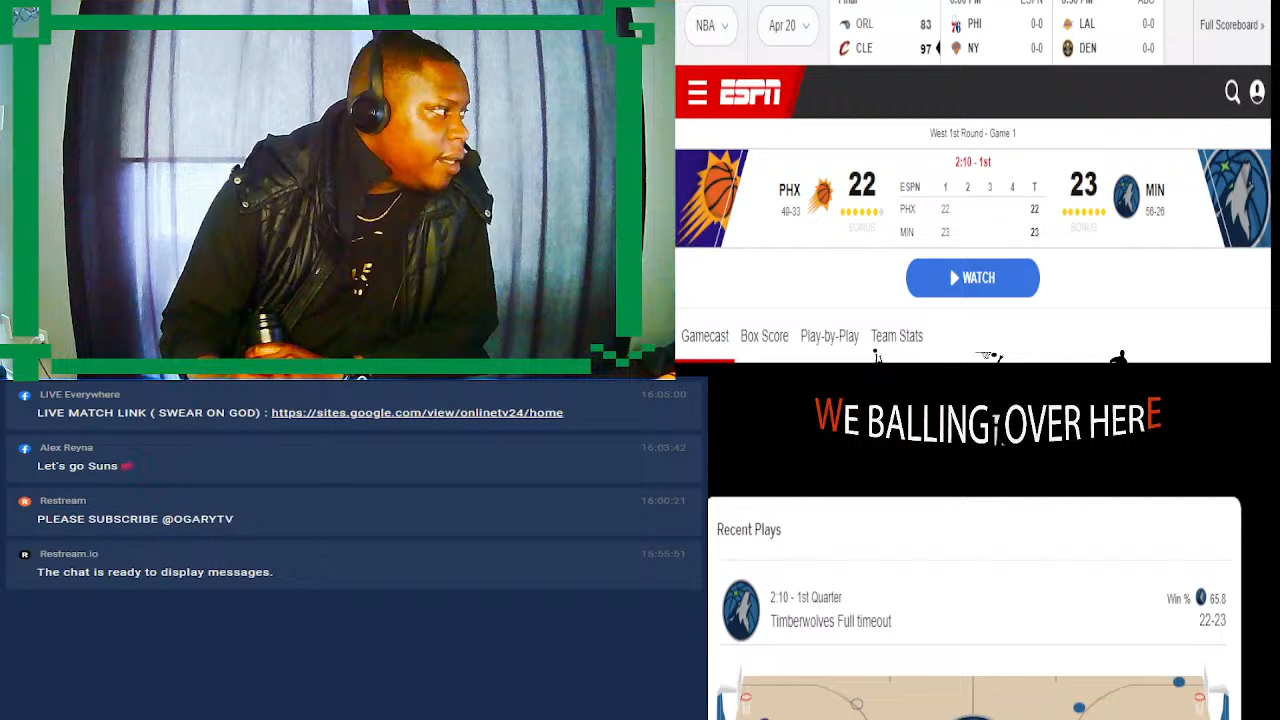 NBA
Apr 20
Final
ORL 83
CLE 97
ESPN
PHI 0-0
NY 0-0
LAL 0-0
DEN 0-0
Full Scoreboard »
ESPN
West 1st Round - Game 1
2:10 - 1st
PHX 22
49-33
BONUS
ESPN 1 2 3 4 T
PHX 22 22
MIN 23 23
23 MIN
56-26
BONUS
WATCH
Gamecast Box Score Play-by-Play Team Stats
LIVE Everywhere 16:05:00
LIVE MATCH LINK ( SWEAR ON GOD) : https://sites.google.com/view/onlinetv24/home
Alex Reyna 16:03:42
Let's go Suns
Restream 16:00:21
PLEASE SUBSCRIBE @OGARYTV
Restream.io 15:55:51
The chat is ready to display messages.
WE BALLING OVER HERE
Recent Plays
2:10 - 1st Quarter
Timberwolves Full timeout
Win % 65.8
22-23